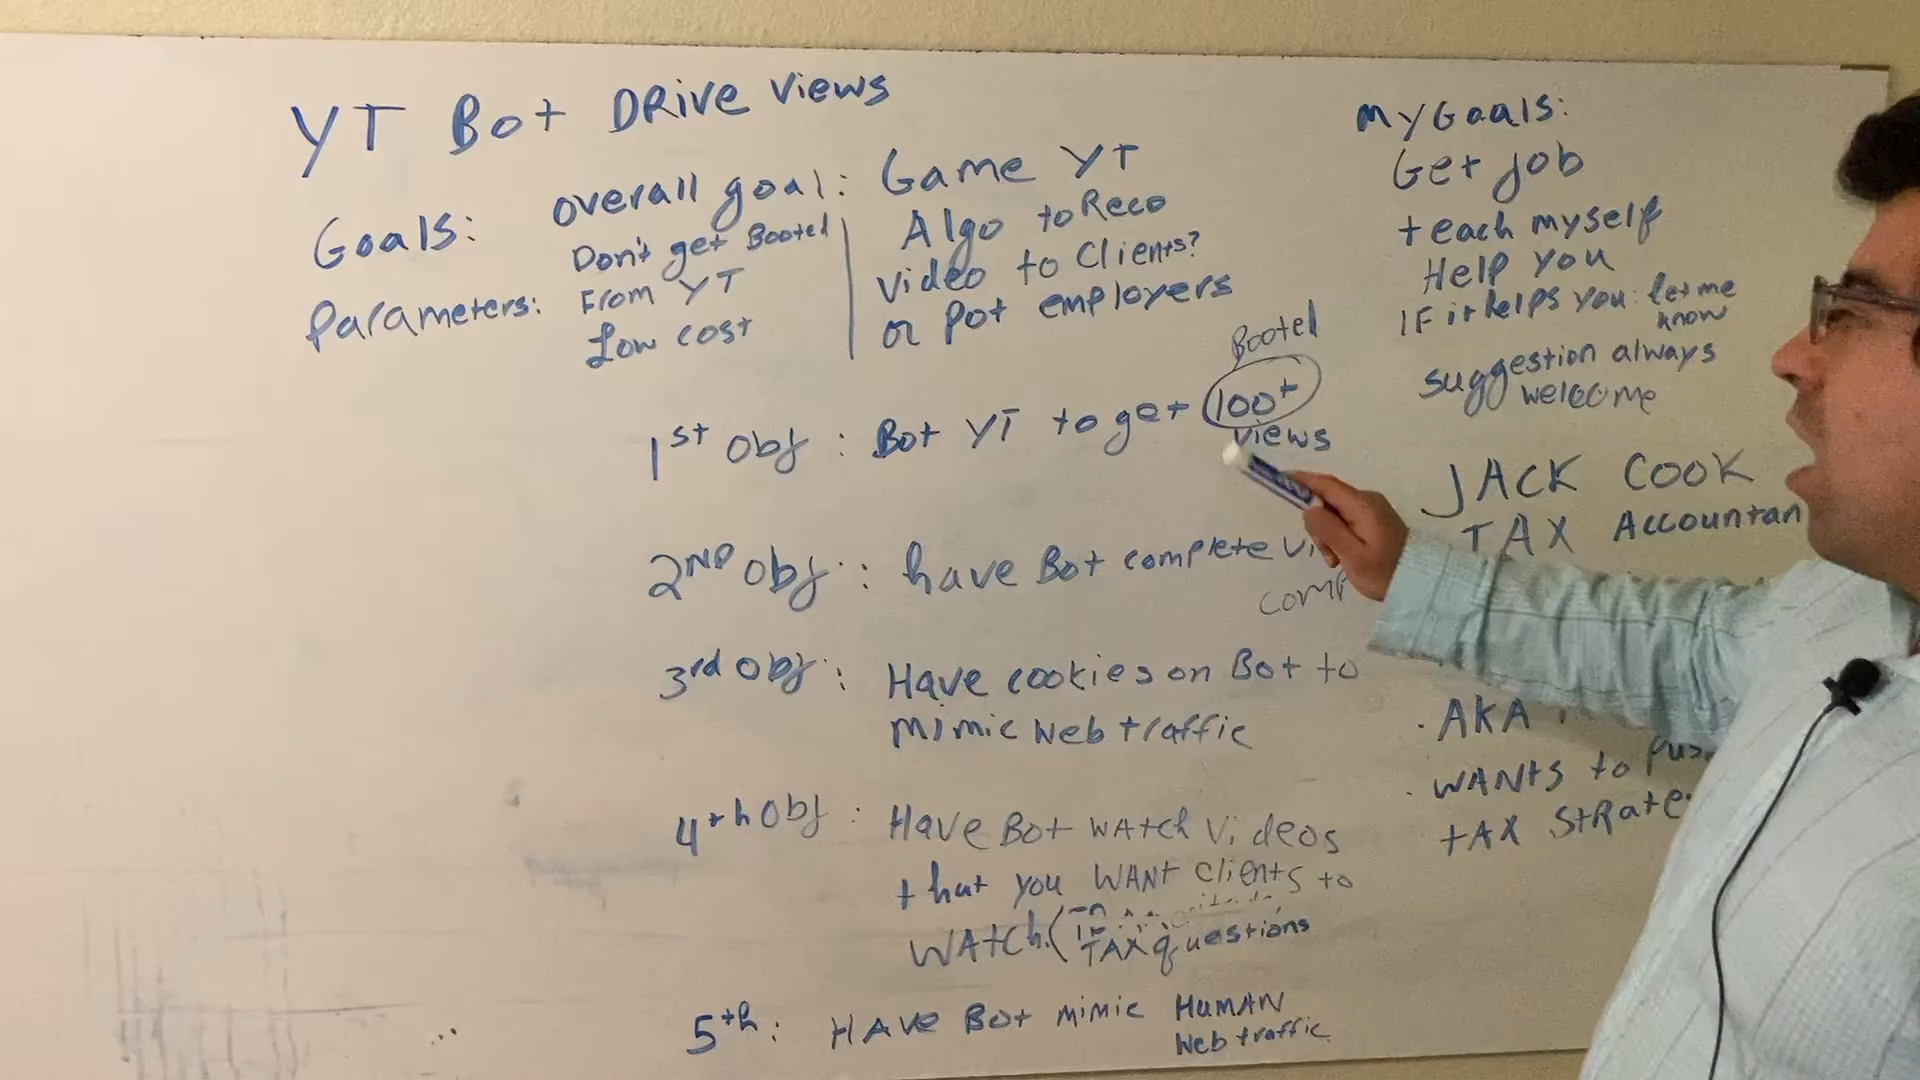 YT Bot DRive views
Goals: overall goal: Game YT
Algo to Reco
video to Clients?
or Pot employers
Parameters: Don't get Booted
From YT
Low cost
1st obj: Bot YT to get 100+
views
Booted
2ND obj: have Bot complete
comp
3rd obj: Have cookies on Bot to
mimic Web traffic
4th obj: Have Bot WAtch Videos
that you WANT clients to
WAtch. (
TAX questions
5th: HAVe Bot mimic HUMAN
Web traffic
MY Goals:
Get job
teach myself
Help you
IF it helps you: let me
know
suggestion always
welcome
JACK COOK
TAX Accountan
AKA
WANts to
tAX StRate